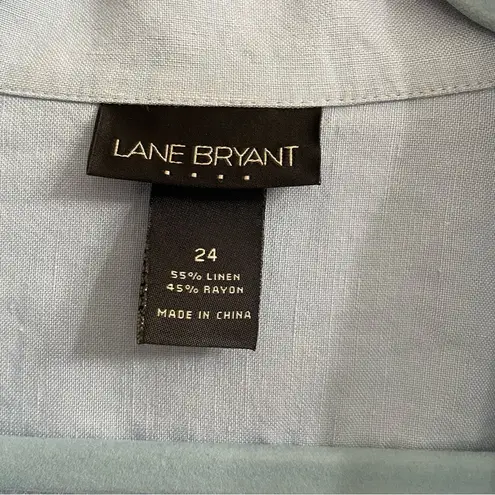 LANE BRYANT
24
55% LINEN
45% RAYON
MADE IN CHINA